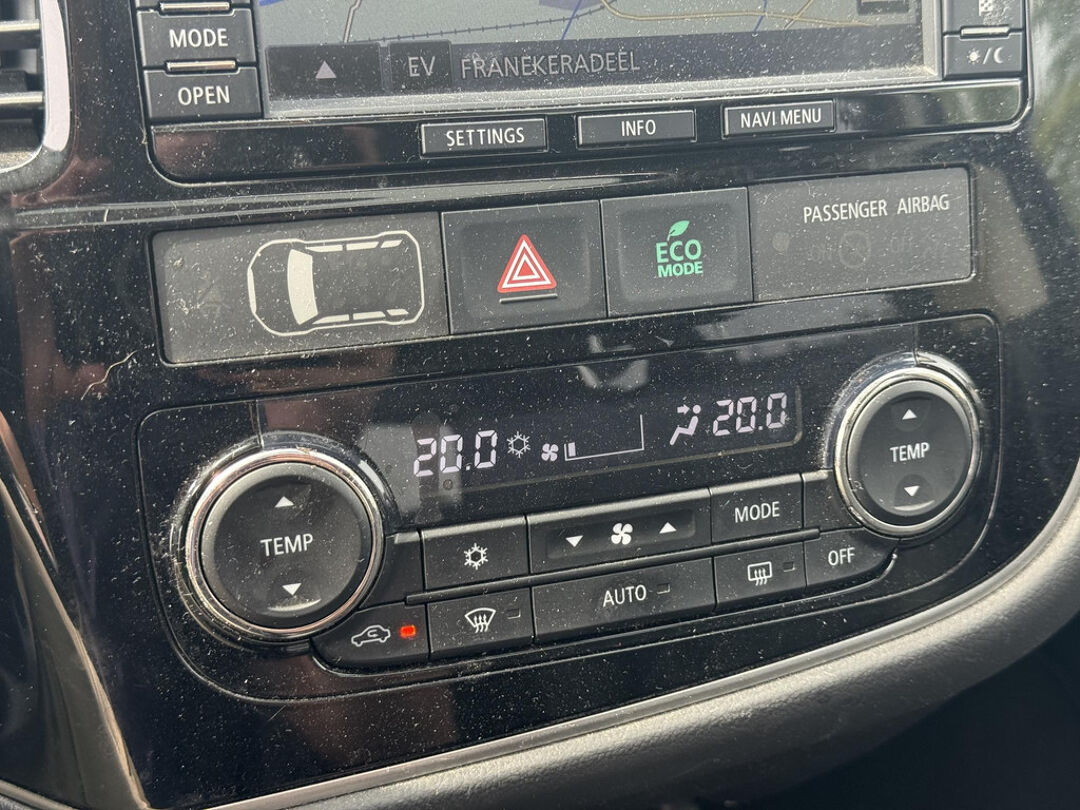 MODE
OPEN
EV FRANEKERADEEL
SETTINGS
INFO
NAVI MENU
PASSENGER AIRBAG
ECO
MODE
20.0
20.0
TEMP
TEMP
MODE
AUTO
OFF